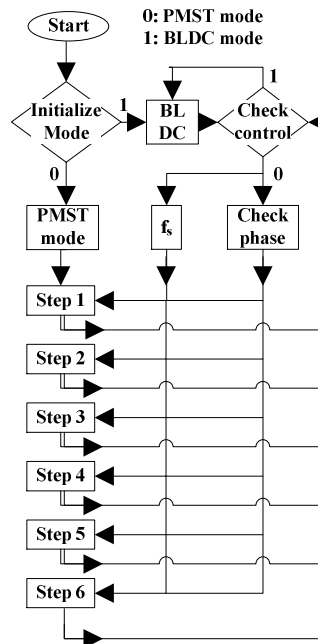 Start
0: PMST mode
1: BLDC mode
Initialize
Mode
1
BL
DC
1
Check
control
0
0
PMST
mode
fs
Check
phase
Step 1
Step 2
Step 3
Step 4
Step 5
Step 6